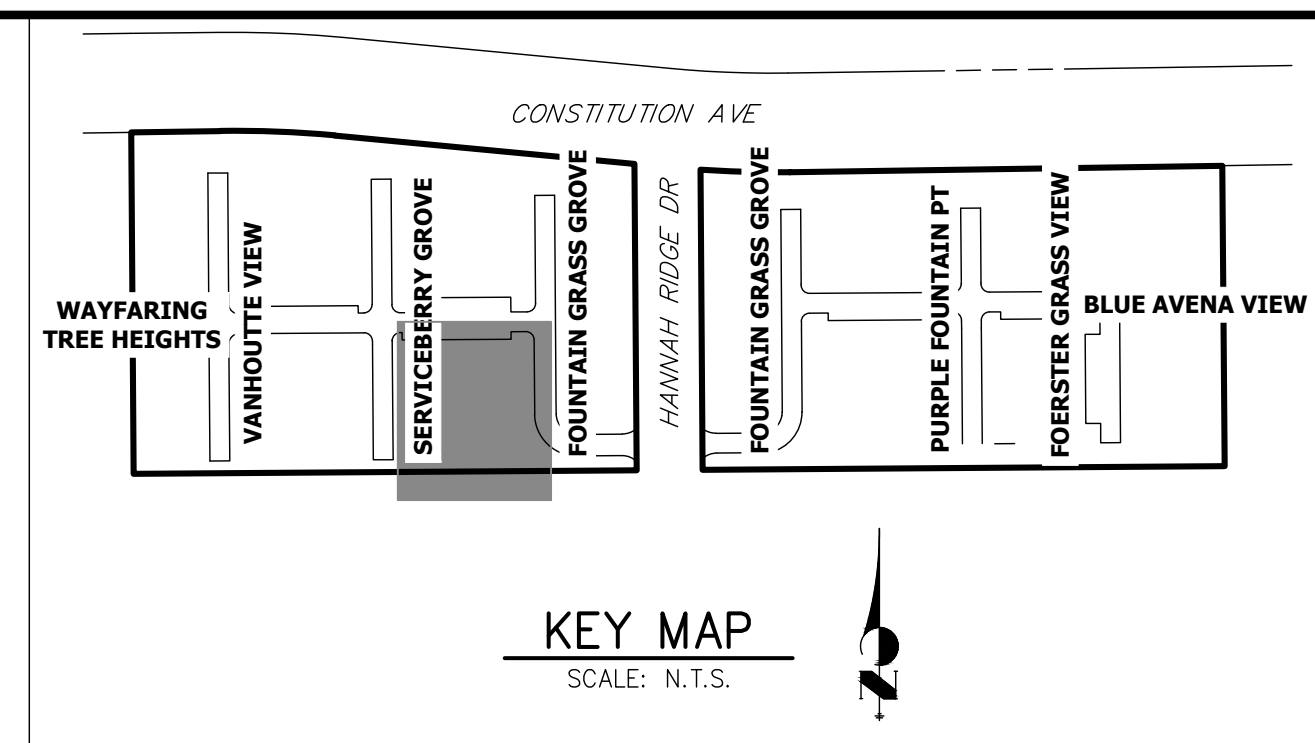 CONSTITUTION AVE
WAYFARING
TREE HEIGHTS
VANHOUTTE VIEW
SERVICEBERRY GROVE
FOUNTAIN GRASS GROVE
HANNAH RIDGE DR
FOUNTAIN GRASS GROVE
PURPLE FOUNTAIN PT
FOERSTER GRASS VIEW
BLUE AVENA VIEW
KEY MAP
SCALE: N.T.S.
N